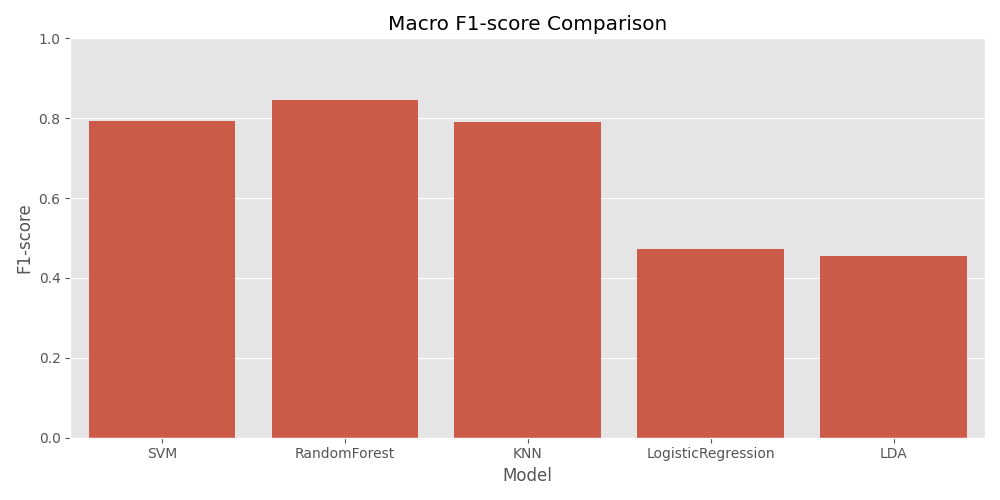 Macro F1-score Comparison
1.0
0.8
0.6
0.4
0.2
0.0
F1-score
SVM
RandomForest
KNN
LogisticRegression
LDA
Model